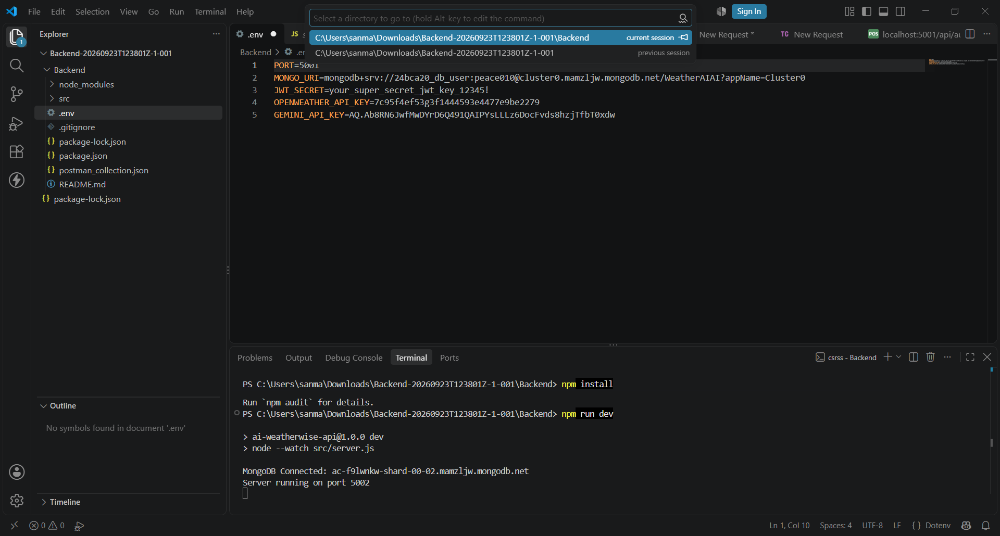 File Edit Selection View Go Run Terminal Help
Select a directory to go to (hold Alt-key to edit the command)
Sign In
C:\Users\sanma\Downloads\Backend-20260923T123801Z-1-001\Backend current session
C:\Users\sanma\Downloads\Backend-20260923T123801Z-1-001 previous session
Explorer
1
Backend-20260923T123801Z-1-001
Backend
node_modules
src
.env
.gitignore
{} package-lock.json
{} package.json
{} postman_collection.json
README.md
{} package-lock.json
Outline
No symbols found in document '.env'
Timeline
.env
JS
New Request *
TC New Request
POS localhost:5001/api/au
Backend > .en
1 PORT=5001
2 MONGO_URI=mongodb+srv://24bca20_db_user:peace010@cluster0.mamzljw.mongodb.net/WeatherAIAI?appName=Cluster0
3 JWT_SECRET=your_super_secret_jwt_key_12345!
4 OPENWEATHER_API_KEY=7c95f4ef53g3f1444593e4477e9be2279
5 GEMINI_API_KEY=AQ.Ab8RN6JwfMwDYrD6Q491QAIPYsLLLz6DocFvds8hzjTfbT0xdw
Problems Output Debug Console Terminal Ports
csrss - Backend
PS C:\Users\sanma\Downloads\Backend-20260923T123801Z-1-001\Backend> npm install
Run `npm audit` for details.
PS C:\Users\sanma\Downloads\Backend-20260923T123801Z-1-001\Backend> npm run dev
> ai-weatherwise-api@1.0.0 dev
> node --watch src/server.js
MongoDB Connected: ac-f9lwnkw-shard-00-02.mamzljw.mongodb.net
Server running on port 5002
0 0
Ln 1, Col 10 Spaces: 4 UTF-8 LF {} Dotenv